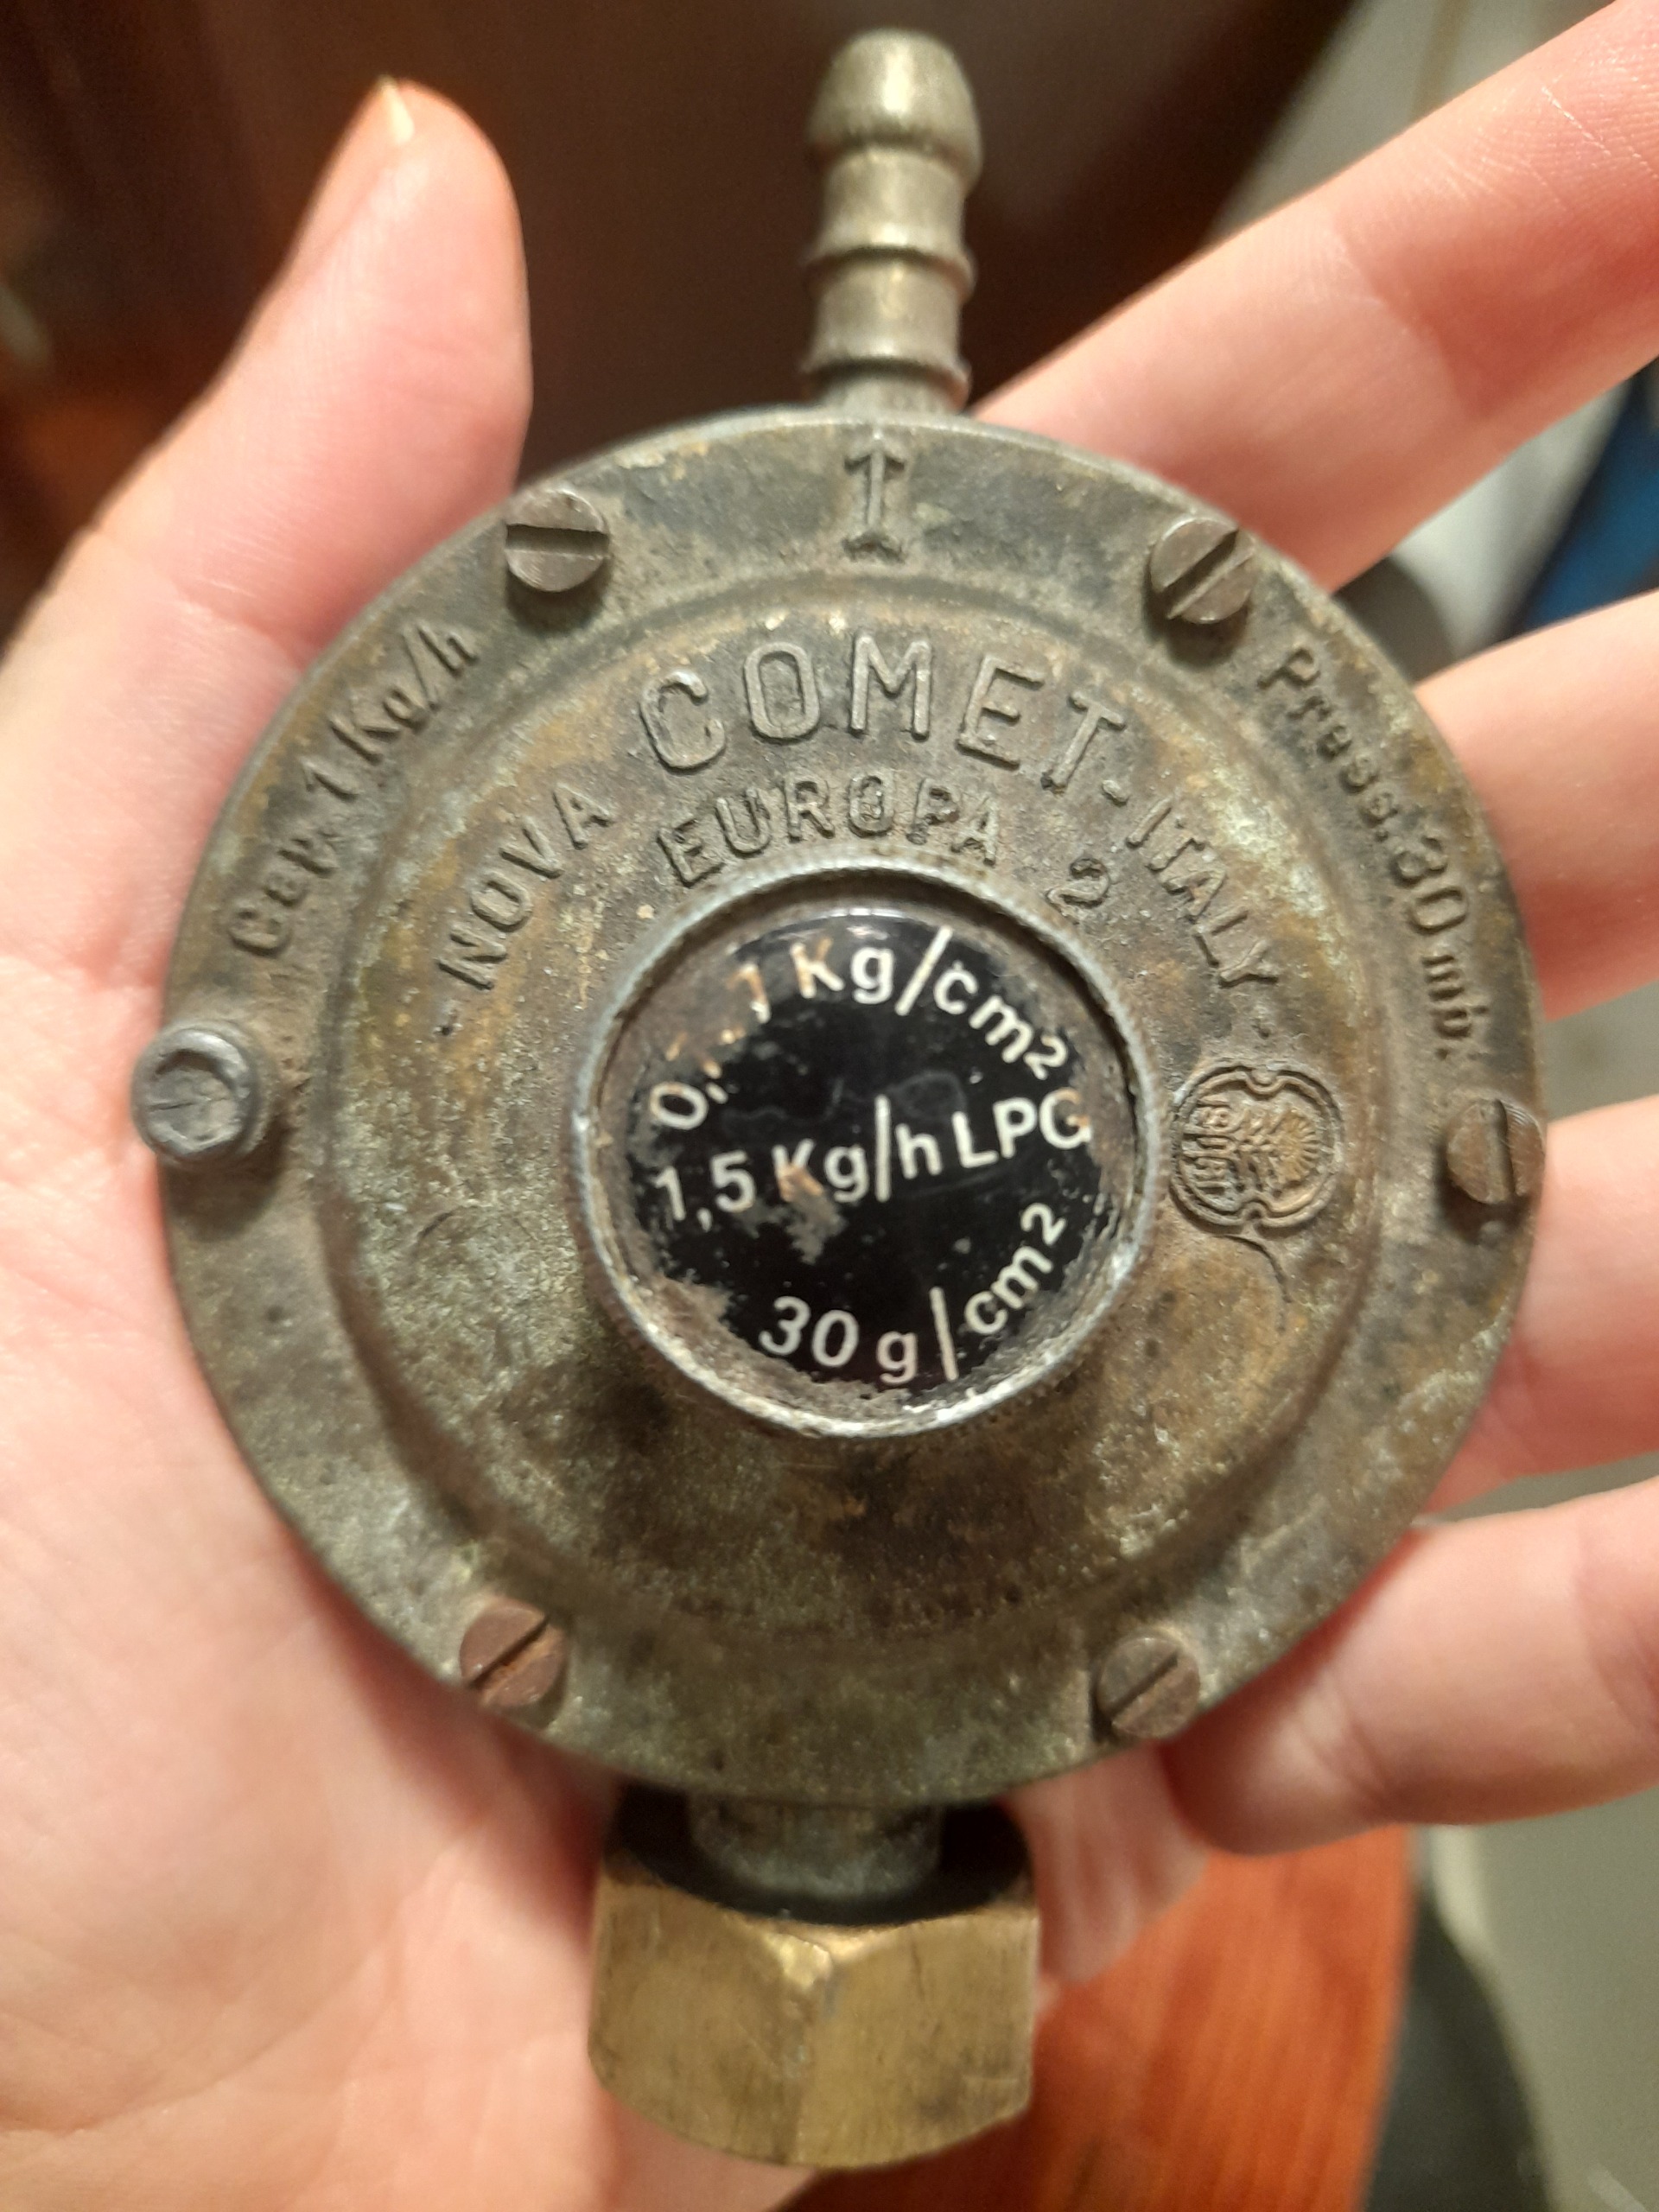 I
Cap. 1 Kg/h
Press. 30 mb.
-NOVA COMET-ITALY-
EUROPA 2
1 Kg/cm2
1,5 Kg/h LPG
30 g/cm2